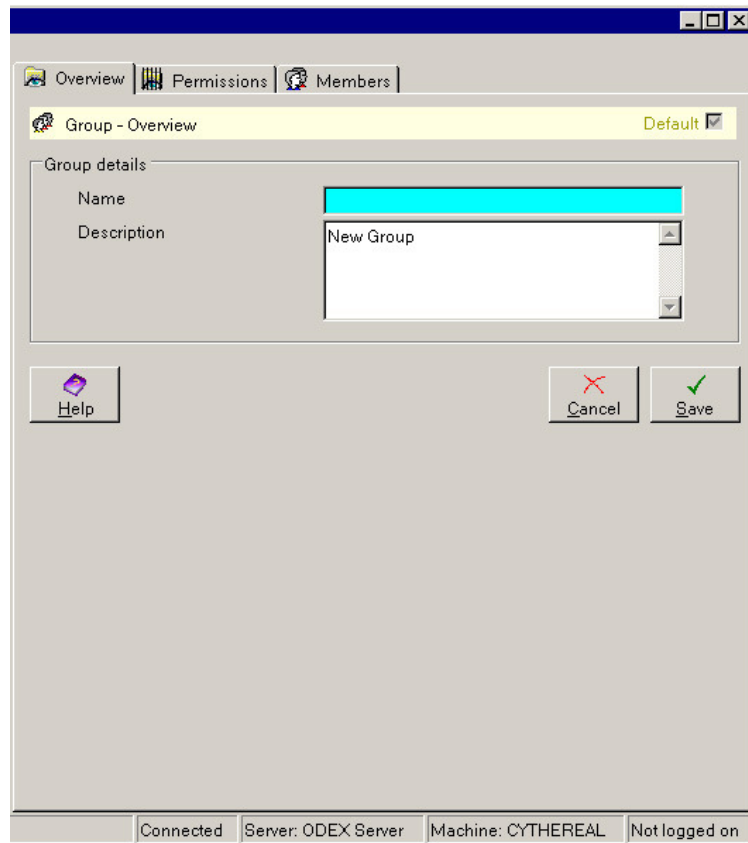 Overview Permissions Members
Group - Overview Default
Group details
Name
Description New Group
Help Cancel Save
Connected Server: ODEX Server Machine: CYTHEREAL Not logged on